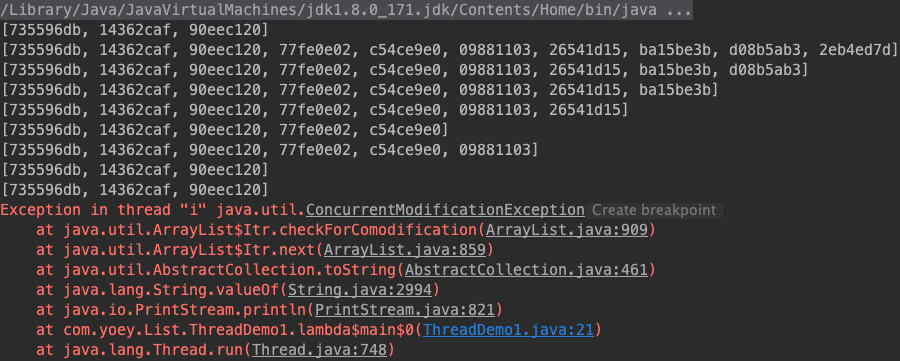 /Library/Java/JavaVirtualMachines/jdk1.8.0_171.jdk/Contents/Home/bin/java ...
[735596db, 14362caf, 90eec120]
[735596db, 14362caf, 90eec120, 77fe0e02, c54ce9e0, 09881103, 26541d15, ba15be3b, d08b5ab3, 2eb4ed7d]
[735596db, 14362caf, 90eec120, 77fe0e02, c54ce9e0, 09881103, 26541d15, ba15be3b, d08b5ab3]
[735596db, 14362caf, 90eec120, 77fe0e02, c54ce9e0, 09881103, 26541d15, ba15be3b]
[735596db, 14362caf, 90eec120, 77fe0e02, c54ce9e0, 09881103, 26541d15]
[735596db, 14362caf, 90eec120, 77fe0e02, c54ce9e0]
[735596db, 14362caf, 90eec120, 77fe0e02, c54ce9e0, 09881103]
[735596db, 14362caf, 90eec120]
[735596db, 14362caf, 90eec120]
Exception in thread "i" java.util.ConcurrentModificationException Create breakpoint
    at java.util.ArrayList$Itr.checkForComodification(ArrayList.java:909)
    at java.util.ArrayList$Itr.next(ArrayList.java:859)
    at java.util.AbstractCollection.toString(AbstractCollection.java:461)
    at java.lang.String.valueOf(String.java:2994)
    at java.io.PrintStream.println(PrintStream.java:821)
    at com.yoey.List.ThreadDemo1.lambda$main$0(ThreadDemo1.java:21)
    at java.lang.Thread.run(Thread.java:748)